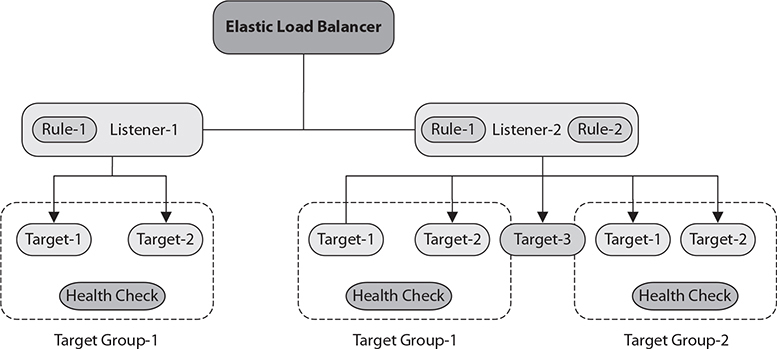 Elastic Load Balancer
Rule-1 Listener-1
Rule-1 Listener-2 Rule-2
Target-1 Target-2
Target-1 Target-2 Target-3 Target-1 Target-2
Health Check
Health Check
Health Check
Target Group-1
Target Group-1
Target Group-2